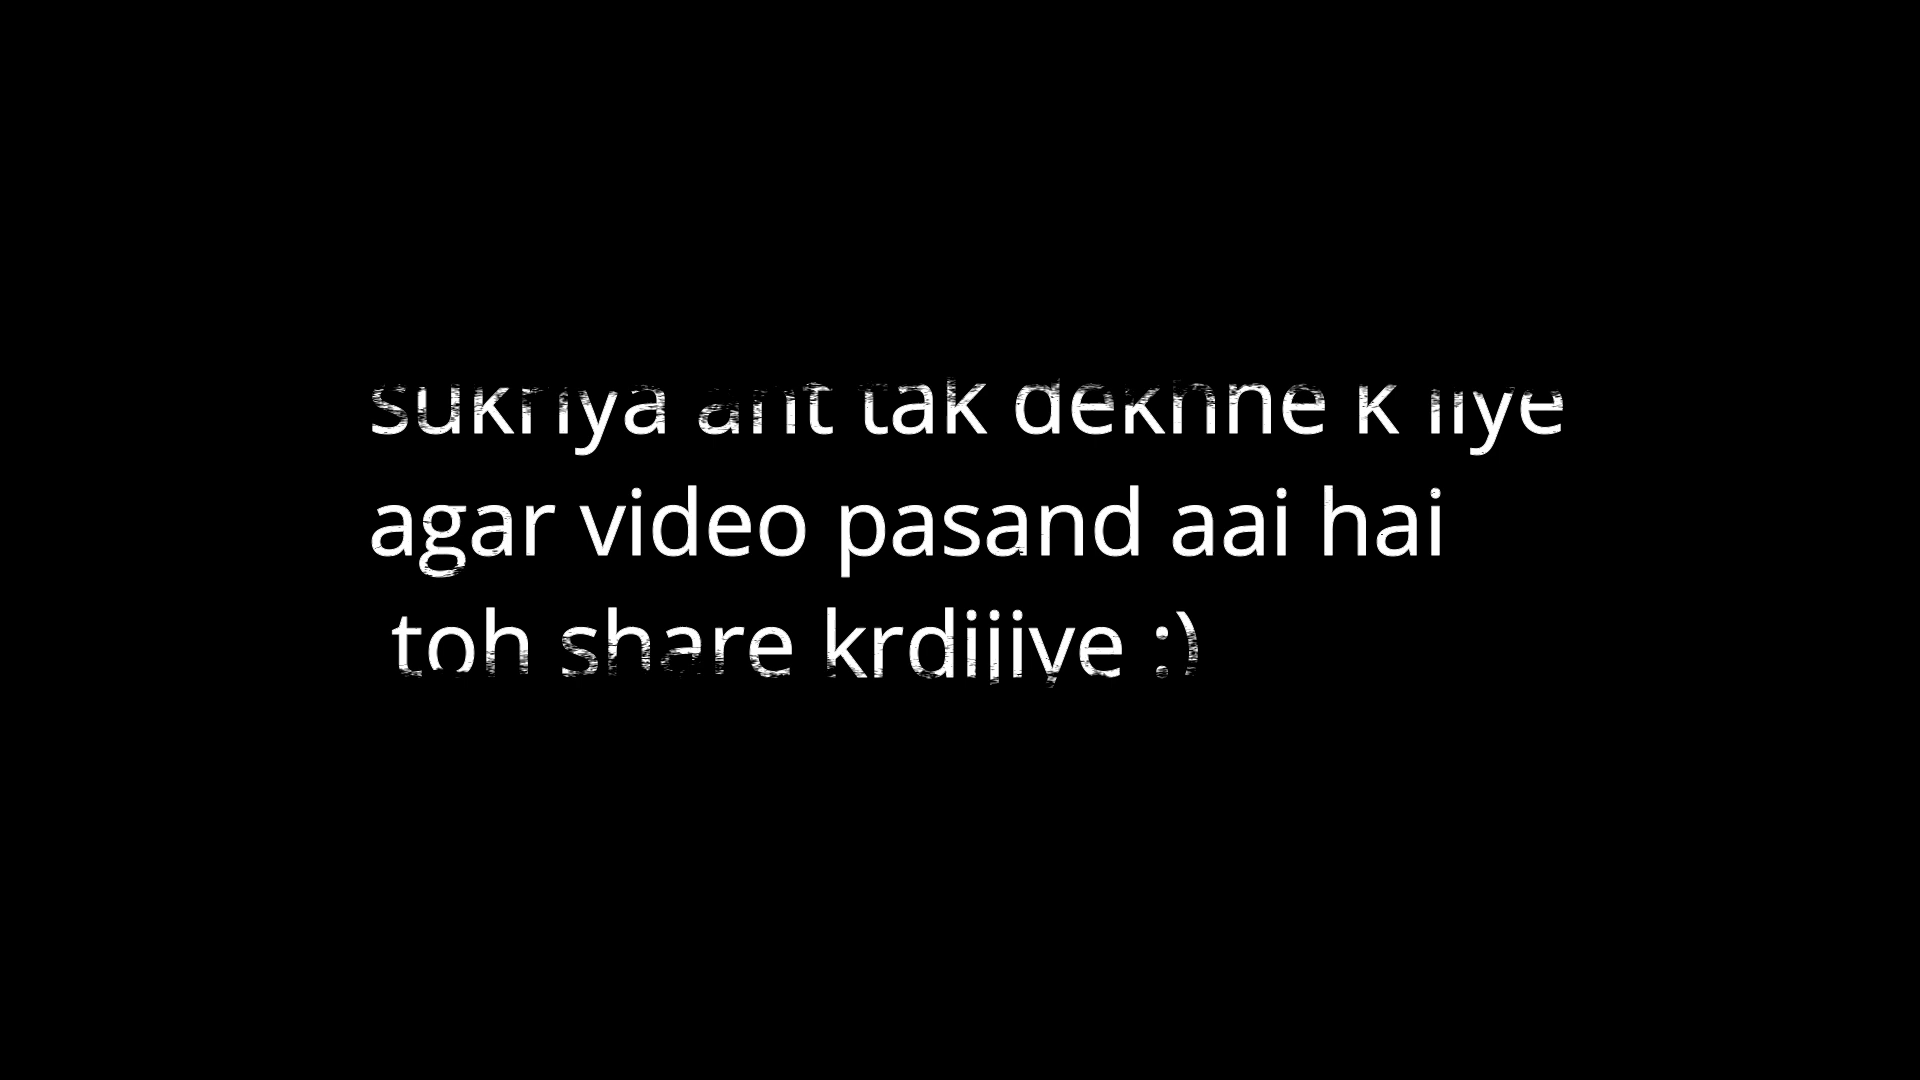 sukriya ant tak dekhne k liye
agar video pasand aai hai
toh share krdijiye :)